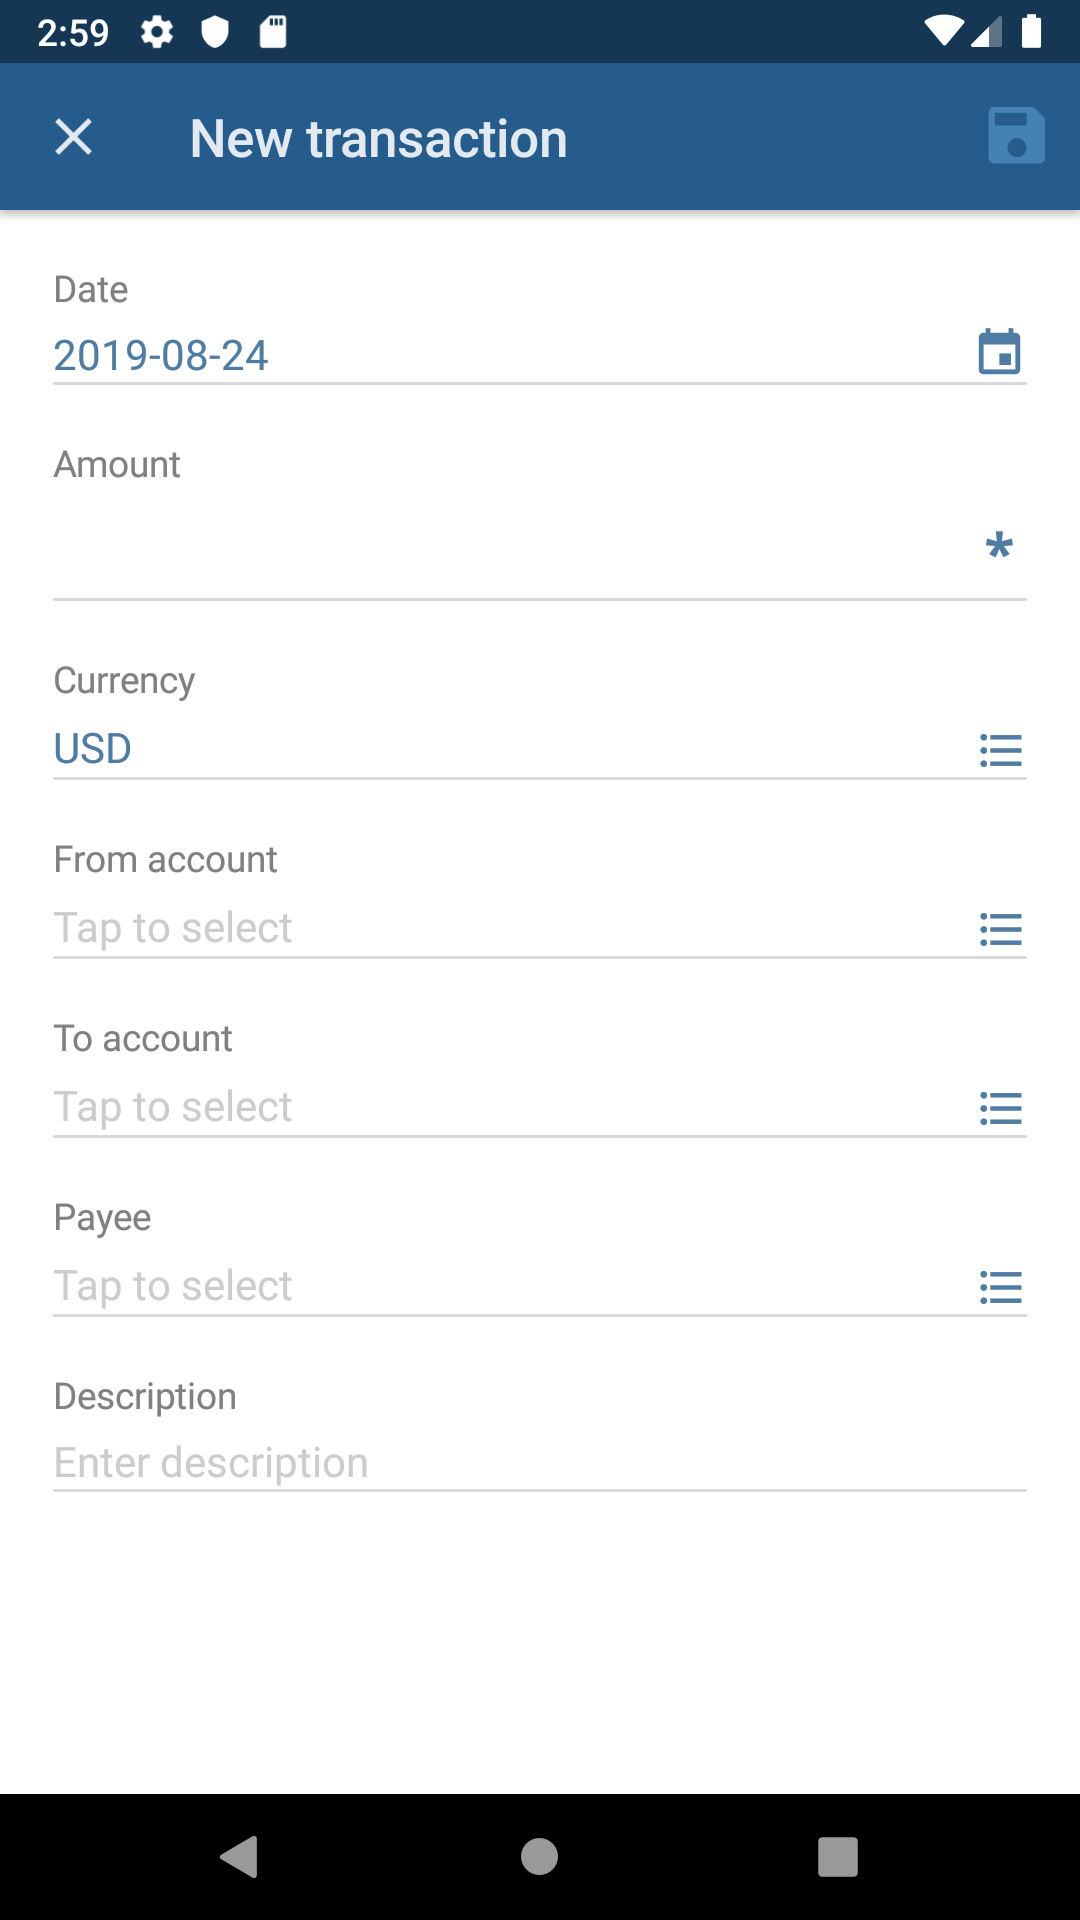 2:59
New transaction
Date
2019-08-24
Amount
*
Currency
USD
From account
Tap to select
To account
Tap to select
Payee
Tap to select
Description
Enter description